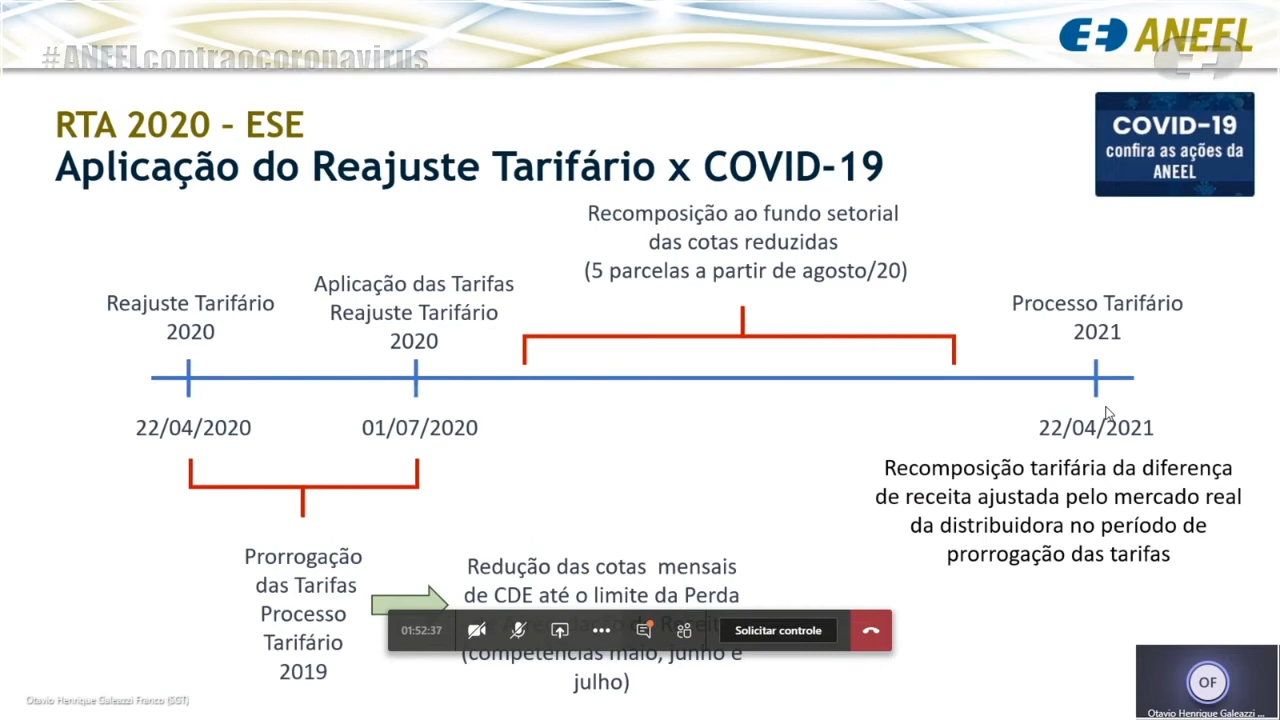 #ANEELcontraocoronavirus
ANEEL
RTA 2020 – ESE
Aplicação do Reajuste Tarifário x COVID-19
COVID-19
confira as ações da
ANEEL
Recomposição ao fundo setorial
das cotas reduzidas
(5 parcelas a partir de agosto/20)
Reajuste Tarifário
2020
Aplicação das Tarifas
Reajuste Tarifário
2020
Processo Tarifário
2021
22/04/2020
01/07/2020
22/04/2021
Recomposição tarifária da diferença
de receita ajustada pelo mercado real
da distribuidora no período de
prorrogação das tarifas
Prorrogação
das Tarifas
Processo
Tarifário
2019
Redução das cotas mensais
de CDE até o limite da Perda
(competências maio, junho e
julho)
01:52:37
Solicitar controle
OF
Otavio Henrique Galeazzi ...
Otavio Henrique Galeazzi Franco (SGT)